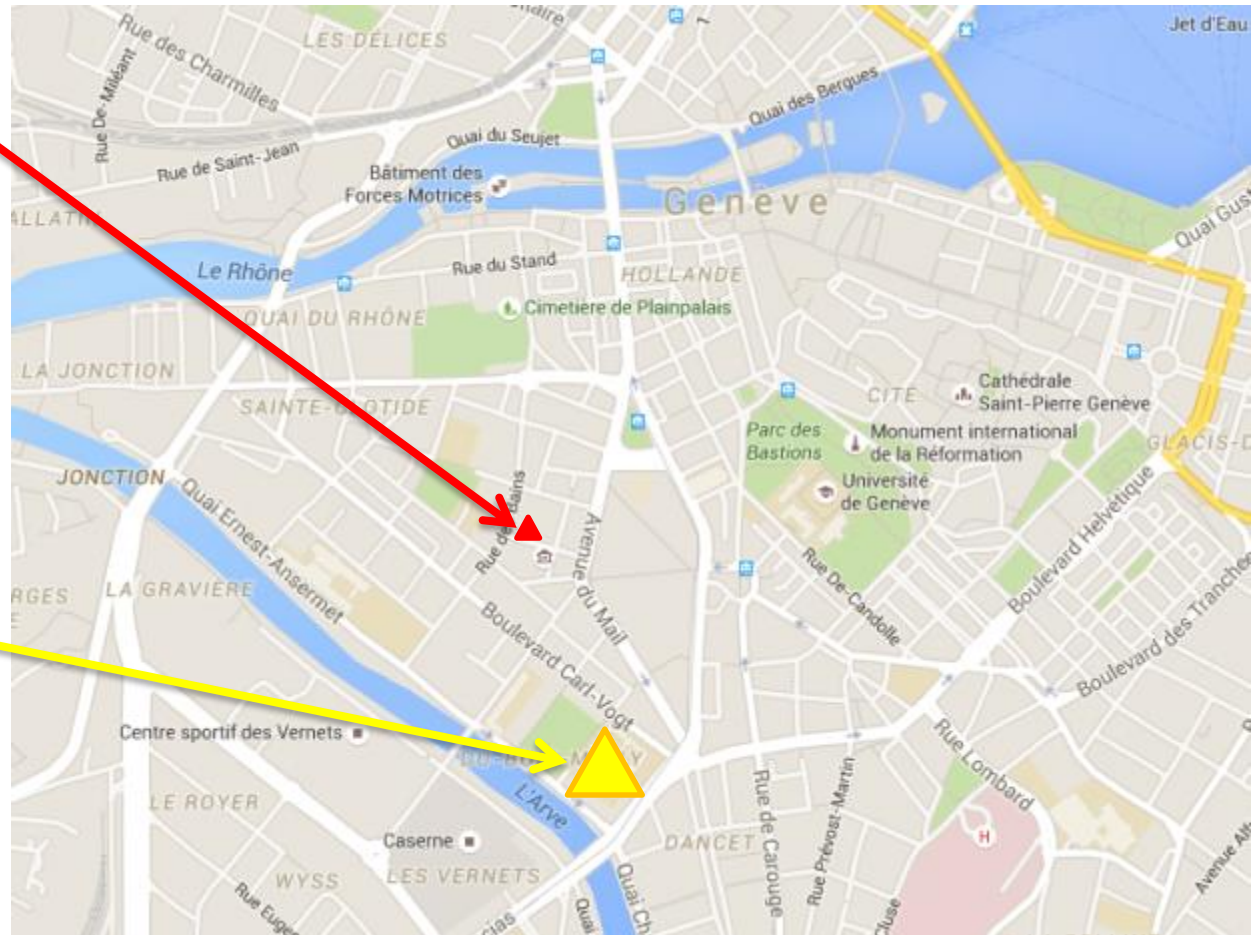 Jet d'Eau
LES DÉLICES
Rue des Charmilles
Rue De-Miléant
Quai des Bergues
Quai du Seujet
Rue de Saint-Jean
Bâtiment des
Forces Motrices
Genève
Le Rhône
Rue du Stand
HOLLANDE
Cimetière de Plainpalais
QUAI DU RHÔNE
LA JONCTION
CITÉ
Cathédrale
Saint-Pierre Genève
SAINTE-CLOTIDE
Parc des
Bastions
Monument international
de la Réformation
JONCTION
Université
de Genève
Boulevard Helvétique
Quai Ernest-Ansermet
Bains
Avenue du Mail
Rue De-Candolle
LA GRAVIÈRE
Boulevard Carl-Vogt
Boulevard des
Centre sportif des Vernets
L'Arve
Rue Lombard
LE ROYER
Rue de Carouge
Rue Prévost-Martin
H
Caserne
DANCET
WYSS
LES VERNETS
Quai